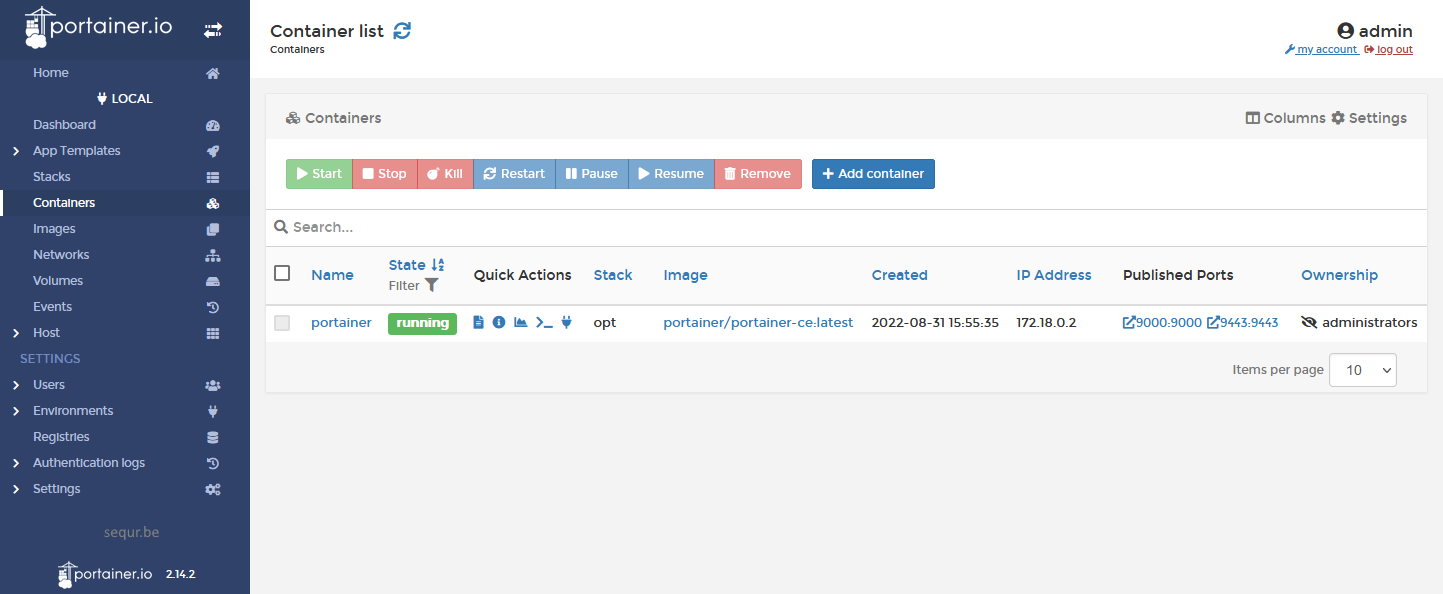 portainer.io
Home
LOCAL
Dashboard
App Templates
Stacks
Containers
Images
Networks
Volumes
Events
Host
SETTINGS
Users
Environments
Registries
Authentication logs
Settings
sequr.be
portainer.io 2.14.2
Container list
Containers
admin
my account log out
Containers
Columns Settings
Start Stop Kill Restart Pause Resume Remove Add container
Search...
Name State Filter Quick Actions Stack Image Created IP Address Published Ports Ownership
portainer running opt portainer/portainer-ce:latest 2022-08-31 15:55:35 172.18.0.2 9000:9000 9443:9443 administrators
Items per page 10